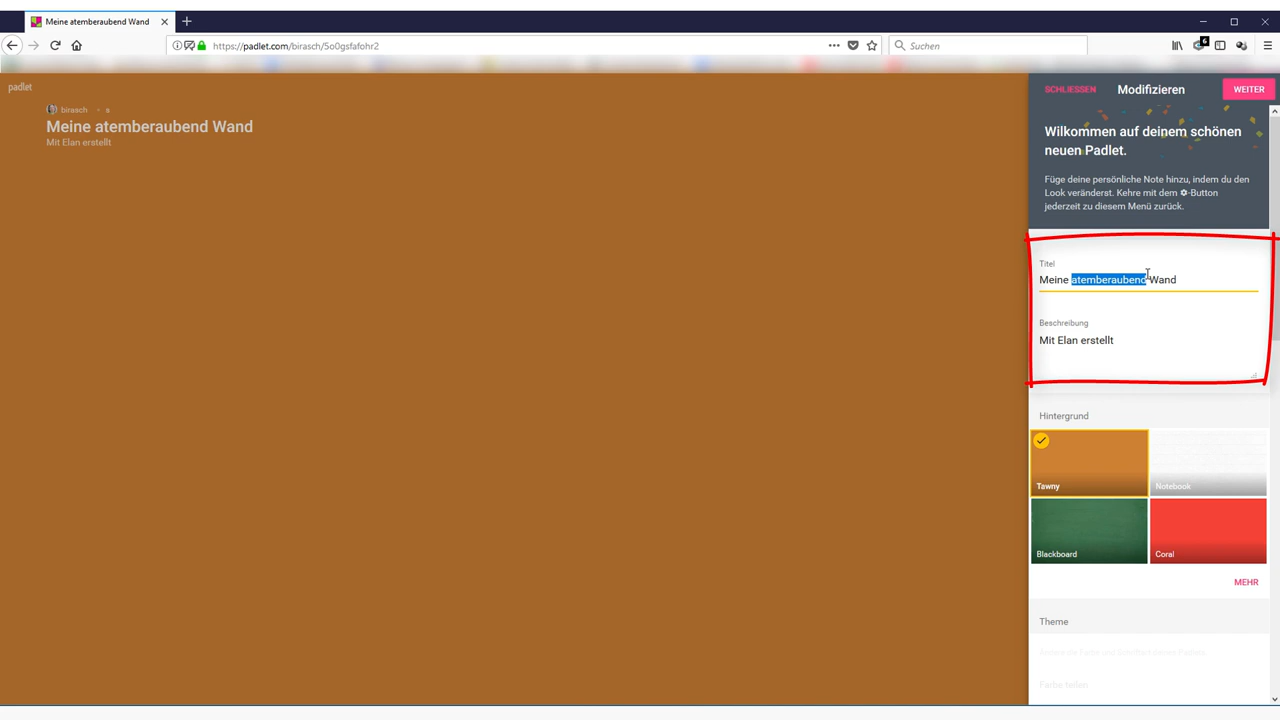 Meine atemberaubend Wand
https://padlet.com/birasch/5o0gsfafohr2
Suchen
6
padlet
birasch • s
Meine atemberaubend Wand
Mit Elan erstellt
SCHLIESSEN Modifizieren WEITER
Wilkommen auf deinem schönen
neuen Padlet.
Füge deine persönliche Note hinzu, indem du den
Look veränderst. Kehre mit dem -Button
jederzeit zu diesem Menü zurück.
Titel
Meine atemberaubend Wand
Beschreibung
Mit Elan erstellt
Hintergrund
Tawny
Notebook
Blackboard
Coral
MEHR
Theme
Farbe teilen